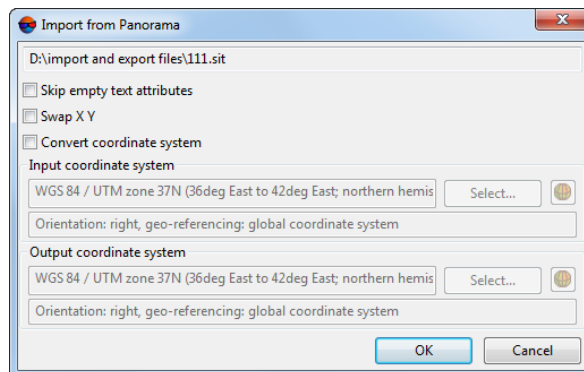 Import from Panorama
D:\import and export files\111.sit
Skip empty text attributes
Swap X Y
Convert coordinate system
Input coordinate system
WGS 84 / UTM zone 37N (36deg East to 42deg East; northern hemis
Select...
Orientation: right, geo-referencing: global coordinate system
Output coordinate system
WGS 84 / UTM zone 37N (36deg East to 42deg East; northern hemis
Select...
Orientation: right, geo-referencing: global coordinate system
OK Cancel